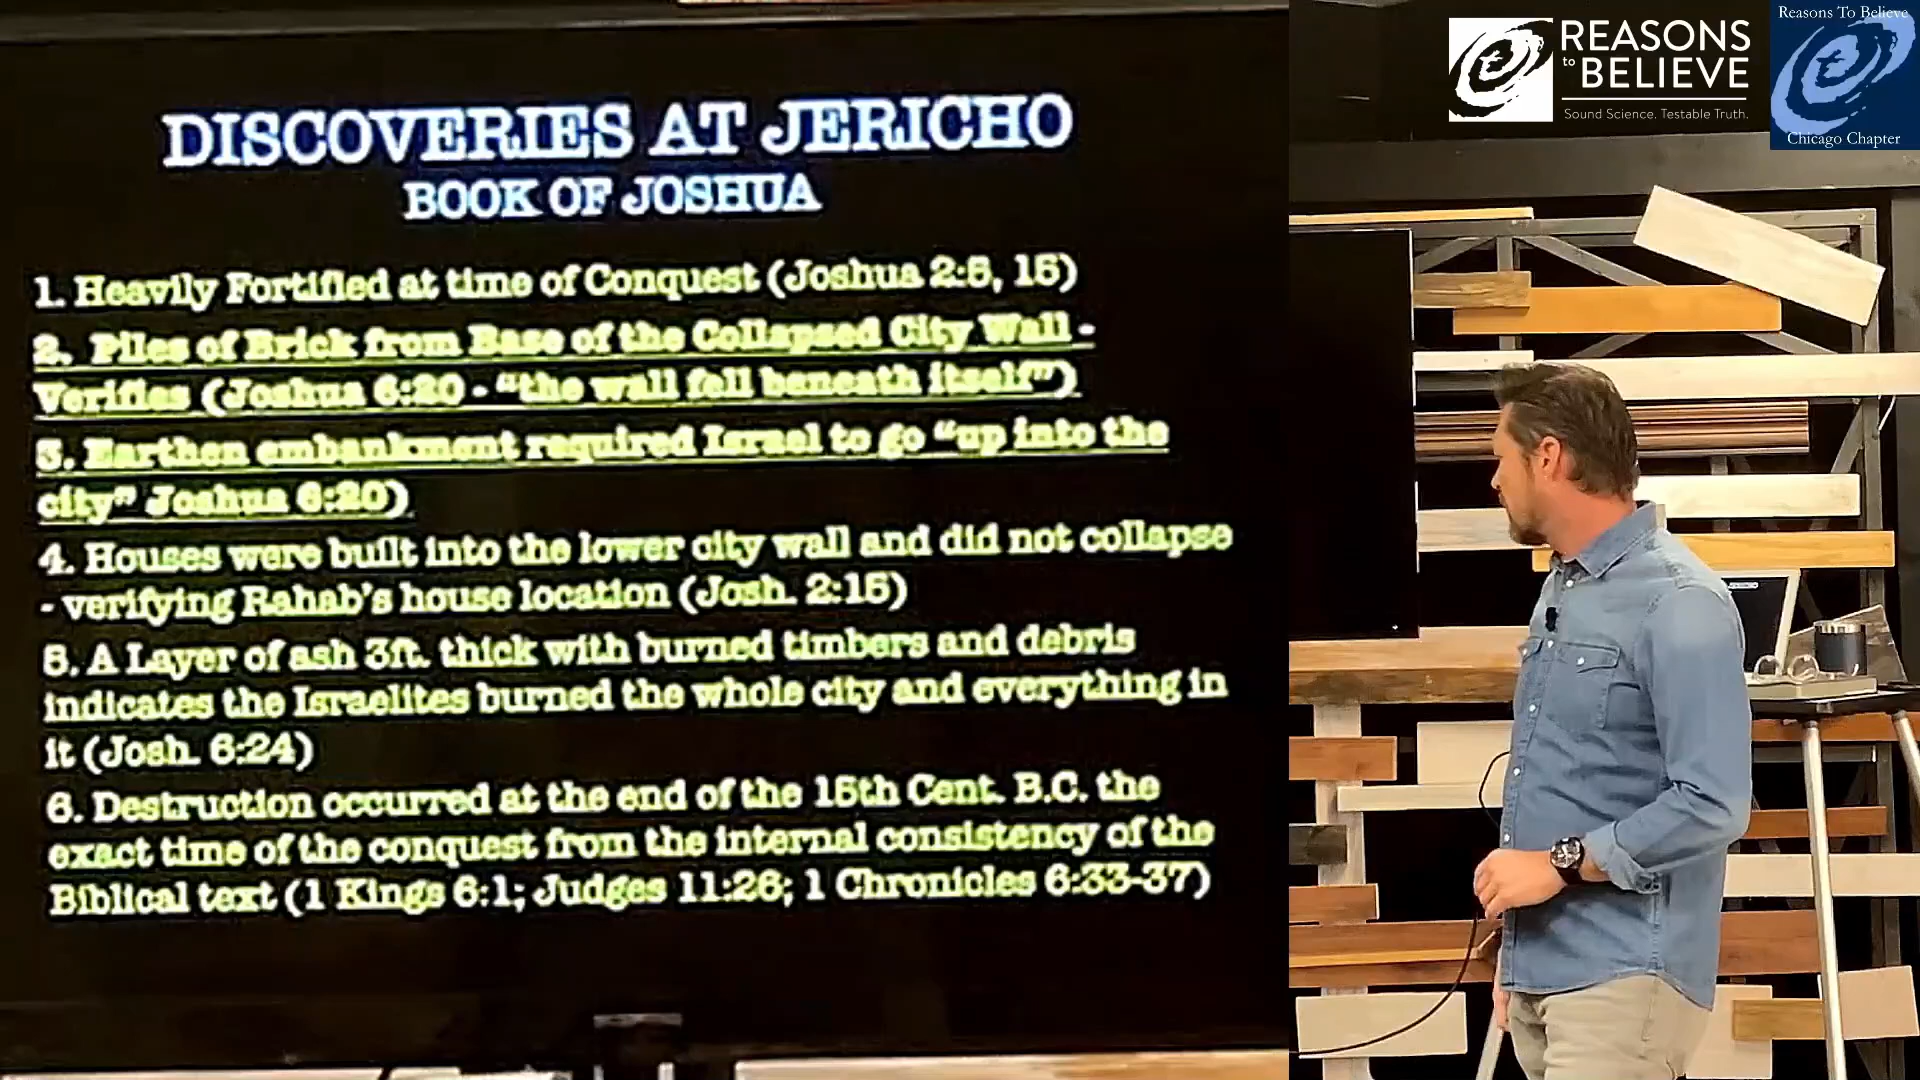 DISCOVERIES AT JERICHO
BOOK OF JOSHUA
1. Heavily Fortified at time of Conquest (Joshua 2:5, 15)
2. Piles of Brick from Base of the Collapsed City Wall -
Verifies (Joshua 6:20 - “the wall fell beneath itself”)
3. Earthen embankment required Israel to go “up into the
city” Joshua 6:20)
4. Houses were built into the lower city wall and did not collapse
- verifying Rahab’s house location (Josh. 2:15)
5. A Layer of ash 3ft. thick with burned timbers and debris
indicates the Israelites burned the whole city and everything in
it (Josh. 6:24)
6. Destruction occurred at the end of the 15th Cent. B.C. the
exact time of the conquest from the internal consistency of the
Biblical text (1 Kings 6:1; Judges 11:26; 1 Chronicles 6:33-37)
REASONS
to BELIEVE
Sound Science. Testable Truth.
Reasons To Believe
Chicago Chapter
JERICHO